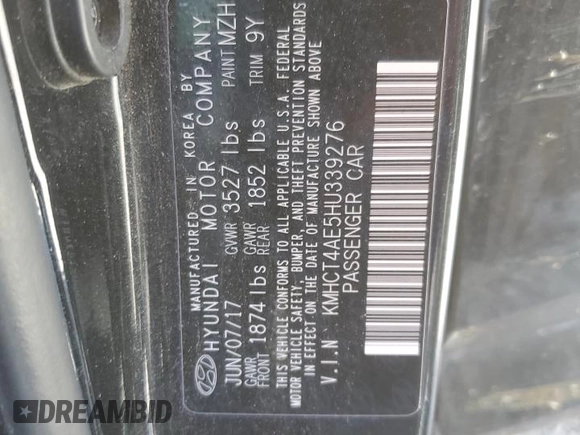 MANUFACTURED IN KOREA BY
HYUNDAI MOTOR COMPANY
JUN/07/17 GVWR 3527 lbs PAINT MZH
GAWR FRONT 1874 lbs GAWR REAR 1852 lbs TRIM 9Y
THIS VEHICLE CONFORMS TO ALL APPLICABLE U.S.A. FEDERAL
MOTOR VEHICLE SAFETY, BUMPER, AND THEFT PREVENTION STANDARDS
IN EFFECT ON THE DATE OF MANUFACTURE SHOWN ABOVE
V.I.N KMHCT4AE5HU339276
PASSENGER CAR
DREAMBID